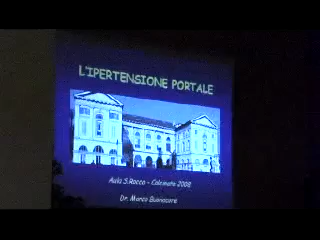 L'IPERTENSIONE PORTALE
Aula S.Rocco - Calcinate 2008
Dr. Marco Buonocore